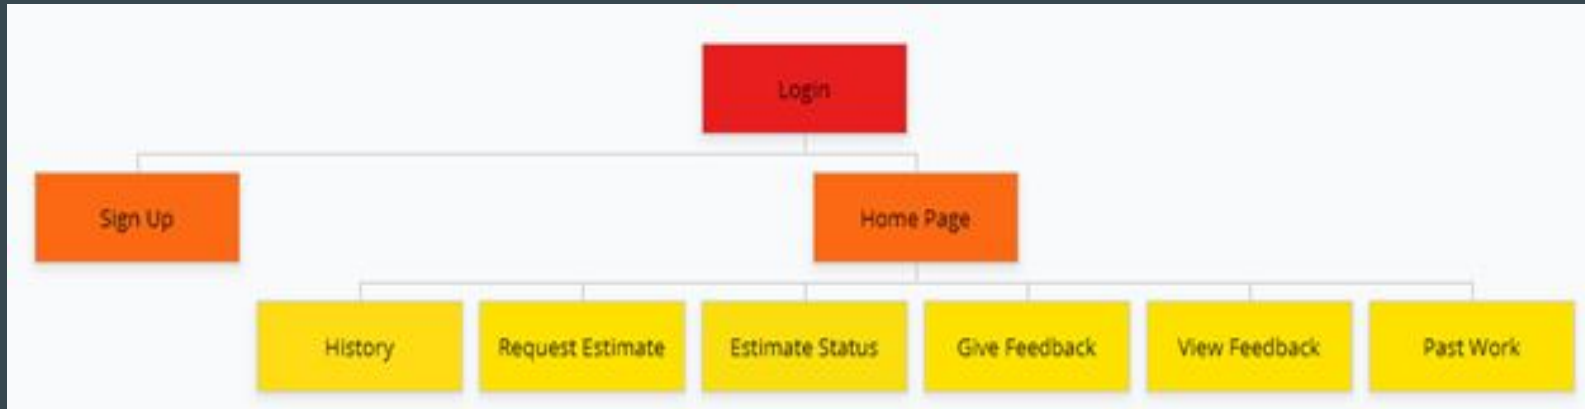 Login
Sign Up
Home Page
History
Request Estimate
Estimate Status
Give Feedback
View Feedback
Past Work